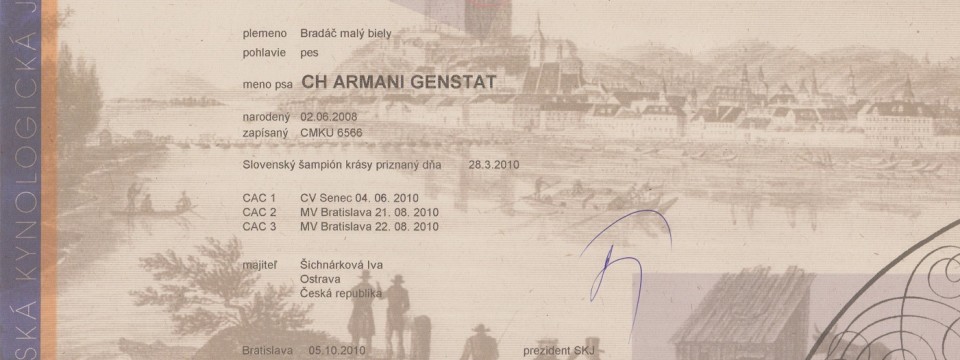 plemeno Bradáč malý biely
pohlavie pes
meno psa CH ARMANI GENSTAT
narodený 02.06.2008
zapísaný CMKU 6566
Slovenský šampión krásy priznaný dňa 28.3.2010
CAC 1 CV Senec 04. 06. 2010
CAC 2 MV Bratislava 21. 08. 2010
CAC 3 MV Bratislava 22. 08. 2010
majiteľ Šichnárková Iva
Ostrava
Česká republika
Bratislava 05.10.2010 prezident SKJ
SKÁ KYNOLOGICKÁ J